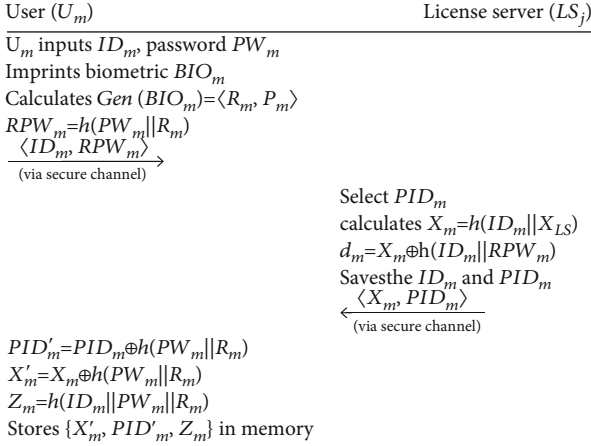 User (U_m) License server (LS_j)
U_m inputs ID_m, password PW_m
Imprints biometric BIO_m
Calculates Gen (BIO_m)=⟨R_m, P_m⟩
RPW_m=h(PW_m||R_m)
⟨ID_m, RPW_m⟩
(via secure channel)
Select PID_m
calculates X_m=h(ID_m||X_LS)
d_m=X_m⊕h(ID_m||RPW_m)
Savesthe ID_m and PID_m
⟨X_m, PID_m⟩
(via secure channel)
PID'_m=PID_m⊕h(PW_m||R_m)
X'_m=X_m⊕h(PW_m||R_m)
Z_m=h(ID_m||PW_m||R_m)
Stores {X'_m, PID'_m, Z_m} in memory